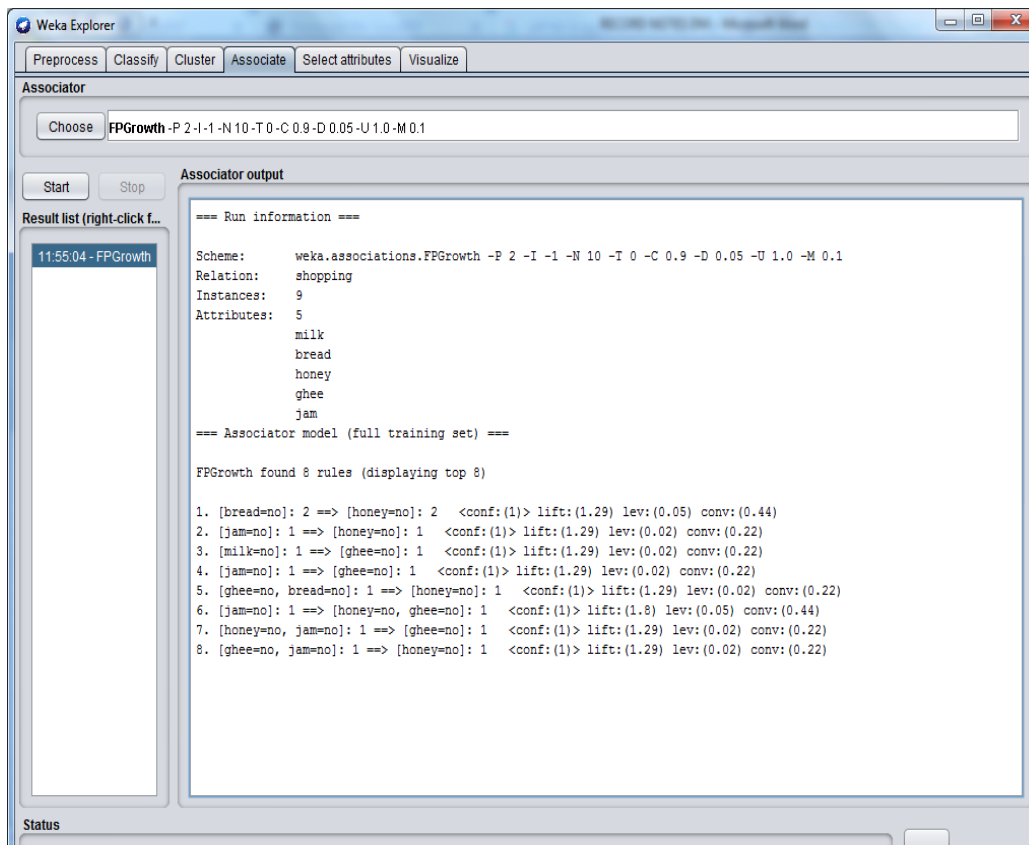 Weka Explorer
Preprocess Classify Cluster Associate Select attributes Visualize
Associator
Choose FPGrowth -P 2 -I -1 -N 10 -T 0 -C 0.9 -D 0.05 -U 1.0 -M 0.1
Start Stop
Associator output
Result list (right-click f...
11:55:04 - FPGrowth
=== Run information ===
Scheme: weka.associations.FPGrowth -P 2 -I -1 -N 10 -T 0 -C 0.9 -D 0.05 -U 1.0 -M 0.1
Relation: shopping
Instances: 9
Attributes: 5
milk
bread
honey
ghee
jam
=== Associator model (full training set) ===
FPGrowth found 8 rules (displaying top 8)
1. [bread=no]: 2 ==> [honey=no]: 2 <conf:(1)> lift:(1.29) lev:(0.05) conv:(0.44)
2. [jam=no]: 1 ==> [honey=no]: 1 <conf:(1)> lift:(1.29) lev:(0.02) conv:(0.22)
3. [milk=no]: 1 ==> [ghee=no]: 1 <conf:(1)> lift:(1.29) lev:(0.02) conv:(0.22)
4. [jam=no]: 1 ==> [ghee=no]: 1 <conf:(1)> lift:(1.29) lev:(0.02) conv:(0.22)
5. [ghee=no, bread=no]: 1 ==> [honey=no]: 1 <conf:(1)> lift:(1.29) lev:(0.02) conv:(0.22)
6. [jam=no]: 1 ==> [honey=no, ghee=no]: 1 <conf:(1)> lift:(1.8) lev:(0.05) conv:(0.44)
7. [honey=no, jam=no]: 1 ==> [ghee=no]: 1 <conf:(1)> lift:(1.29) lev:(0.02) conv:(0.22)
8. [ghee=no, jam=no]: 1 ==> [honey=no]: 1 <conf:(1)> lift:(1.29) lev:(0.02) conv:(0.22)
Status